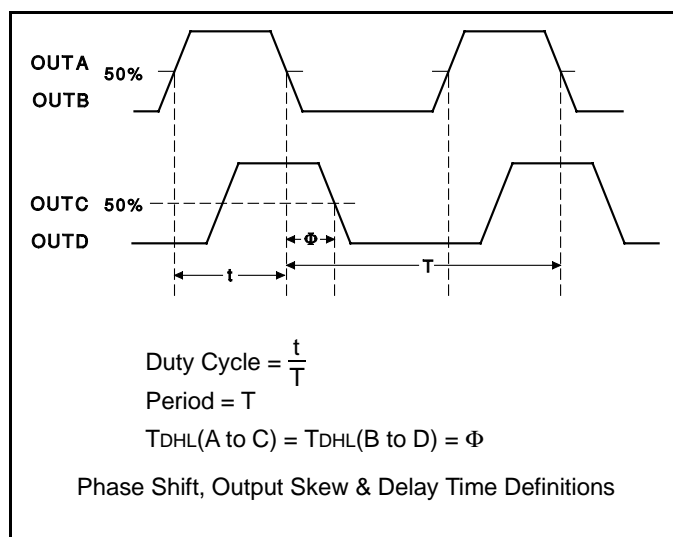 OUTA 50%
OUTB
OUTC 50%
OUTD
Φ
t
T
Duty Cycle = t/T
Period = T
TDHL(A to C) = TDHL(B to D) = Φ
Phase Shift, Output Skew & Delay Time Definitions